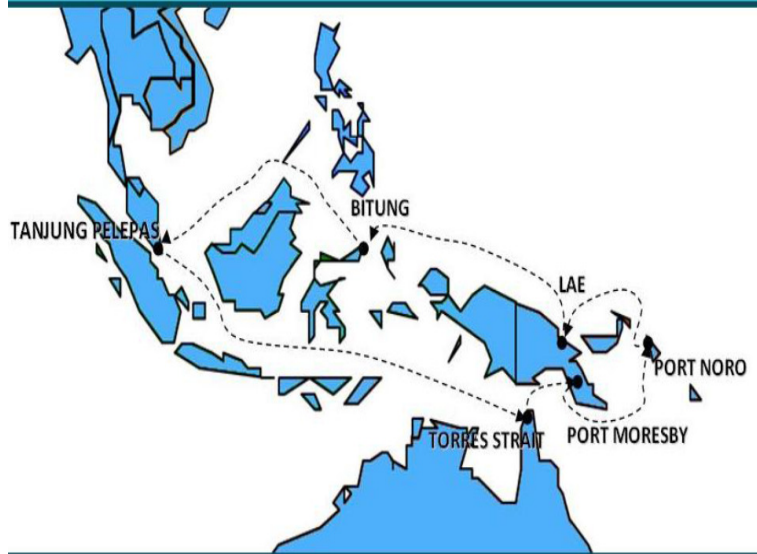 BITUNG
TANJUNG PELEPAS
LAE
PORT NORO
TORRES STRAIT
PORT MORESBY